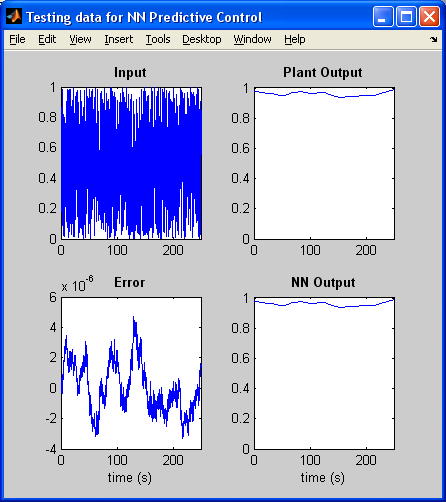 Testing data for NN Predictive Control
File Edit View Insert Tools Desktop Window Help
Input
1
0.8
0.6
0.4
0.2
0
0 100 200
Plant Output
1
0.8
0.6
0.4
0.2
0
0 100 200
Error
x 10^-6
6
4
2
0
-2
-4
0 100 200
time (s)
NN Output
1
0.8
0.6
0.4
0.2
0
0 100 200
time (s)